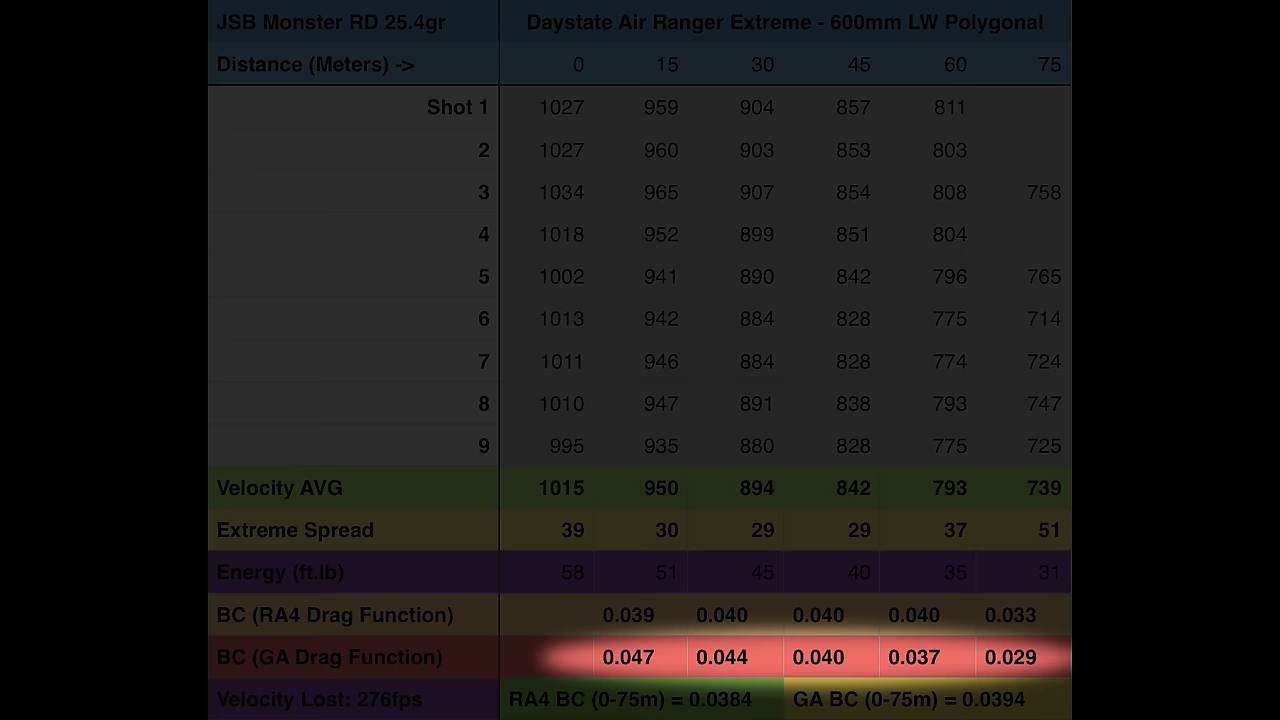 JSB Monster RD 25.4gr Daystate Air Ranger Extreme - 600mm LW Polygonal
Distance (Meters) -> 0 15 30 45 60 75
Shot 1 1027 959 904 857 811
2 1027 960 903 853 803
3 1034 965 907 854 808 758
4 1018 952 899 851 804
5 1002 941 890 842 796 765
6 1013 942 884 828 775 714
7 1011 946 884 828 774 724
8 1010 947 891 838 793 747
9 995 935 880 828 775 725
Velocity AVG 1015 950 894 842 793 739
Extreme Spread 39 30 29 29 37 51
Energy (ft.lb) 58 51 45 40 35 31
BC (RA4 Drag Function) 0.039 0.040 0.040 0.040 0.033
BC (GA Drag Function) 0.047 0.044 0.040 0.037 0.029
Velocity Lost: 276fps RA4 BC (0-75m) = 0.0384 GA BC (0-75m) = 0.0394